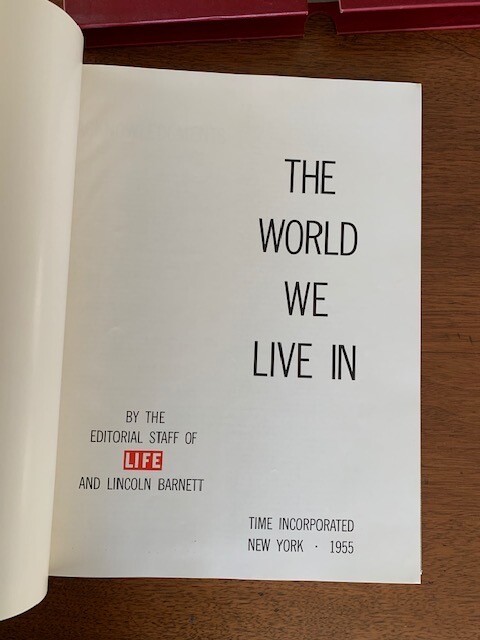 THE
WORLD
WE
LIVE IN
BY THE
EDITORIAL STAFF OF
LIFE
AND LINCOLN BARNETT
TIME INCORPORATED
NEW YORK · 1955